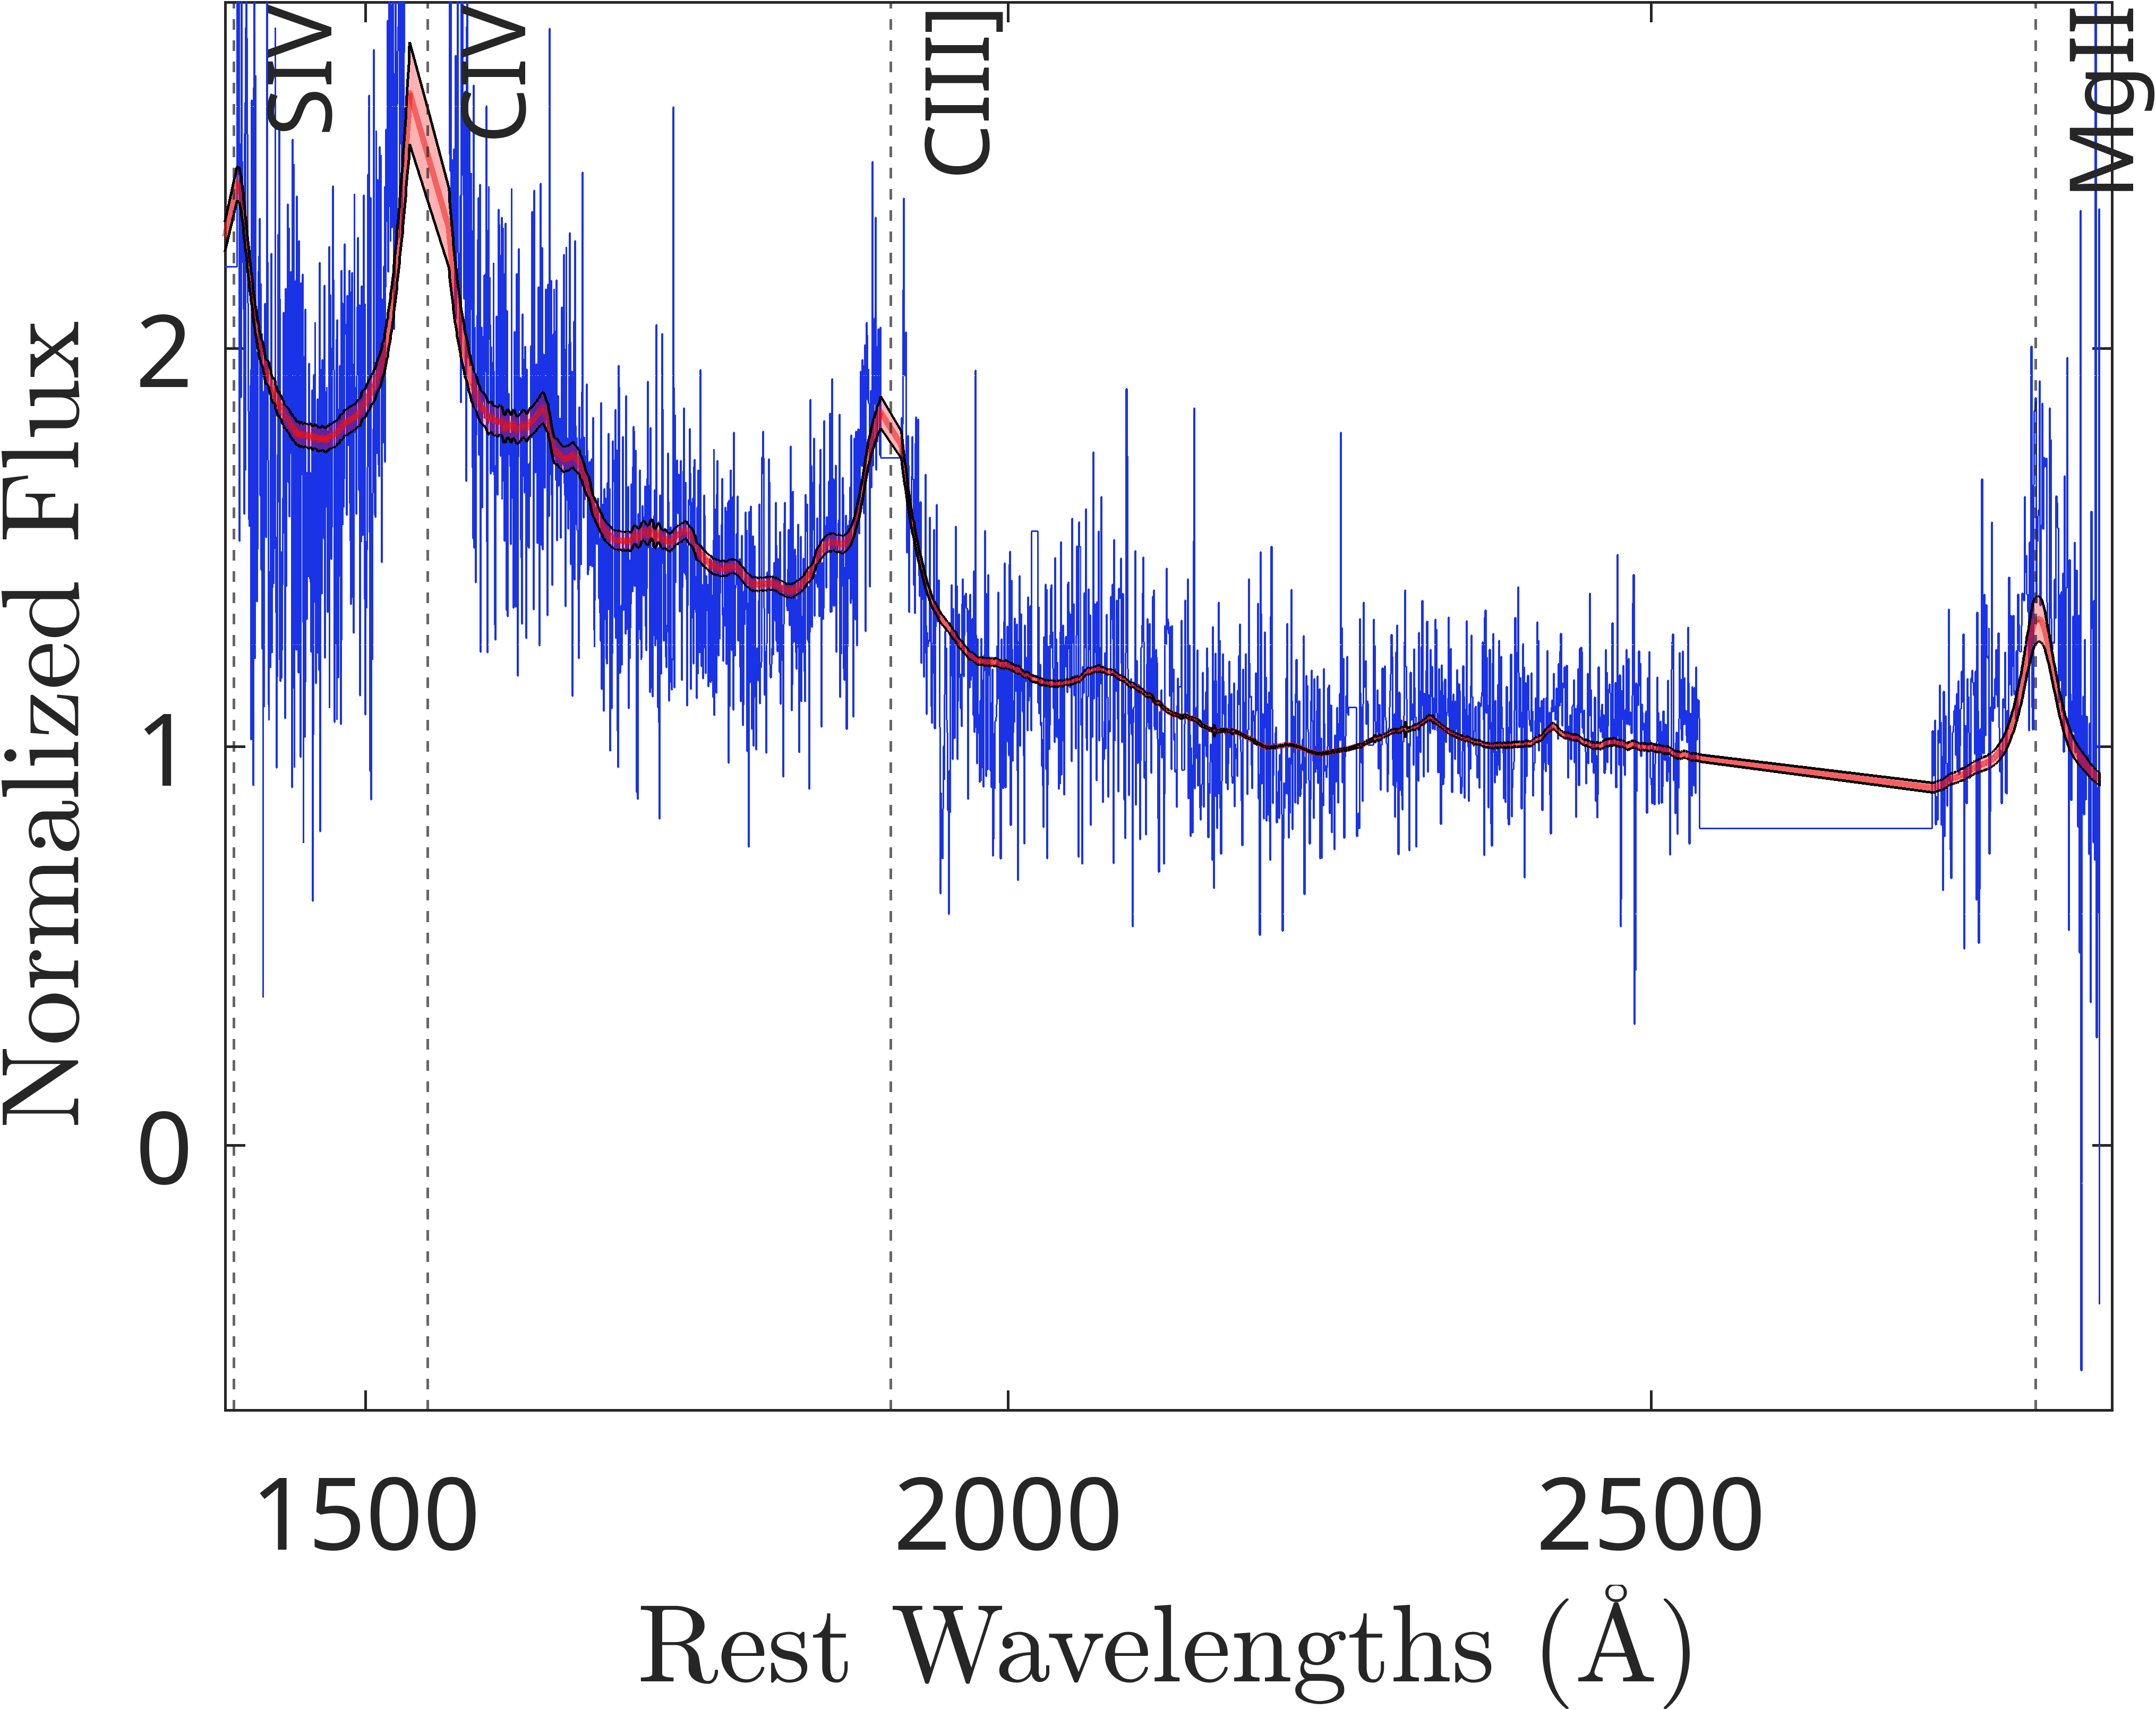 SIV
CIV
CIII]
MgII
Normalized Flux
2
1
0
1500
2000
2500
Rest Wavelengths (Å)